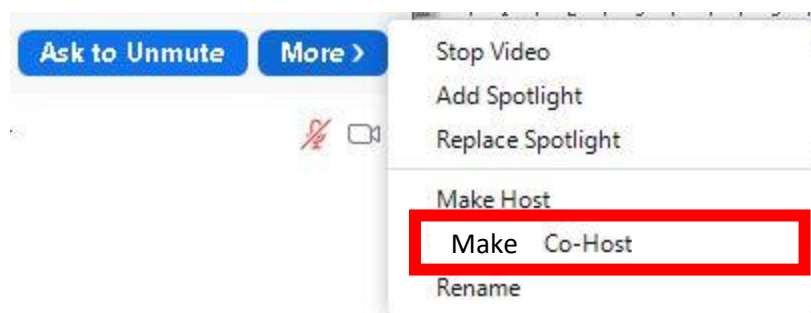 Ask to Unmute
More >
Stop Video
Add Spotlight
Replace Spotlight
Make Host
Make Co-Host
Rename